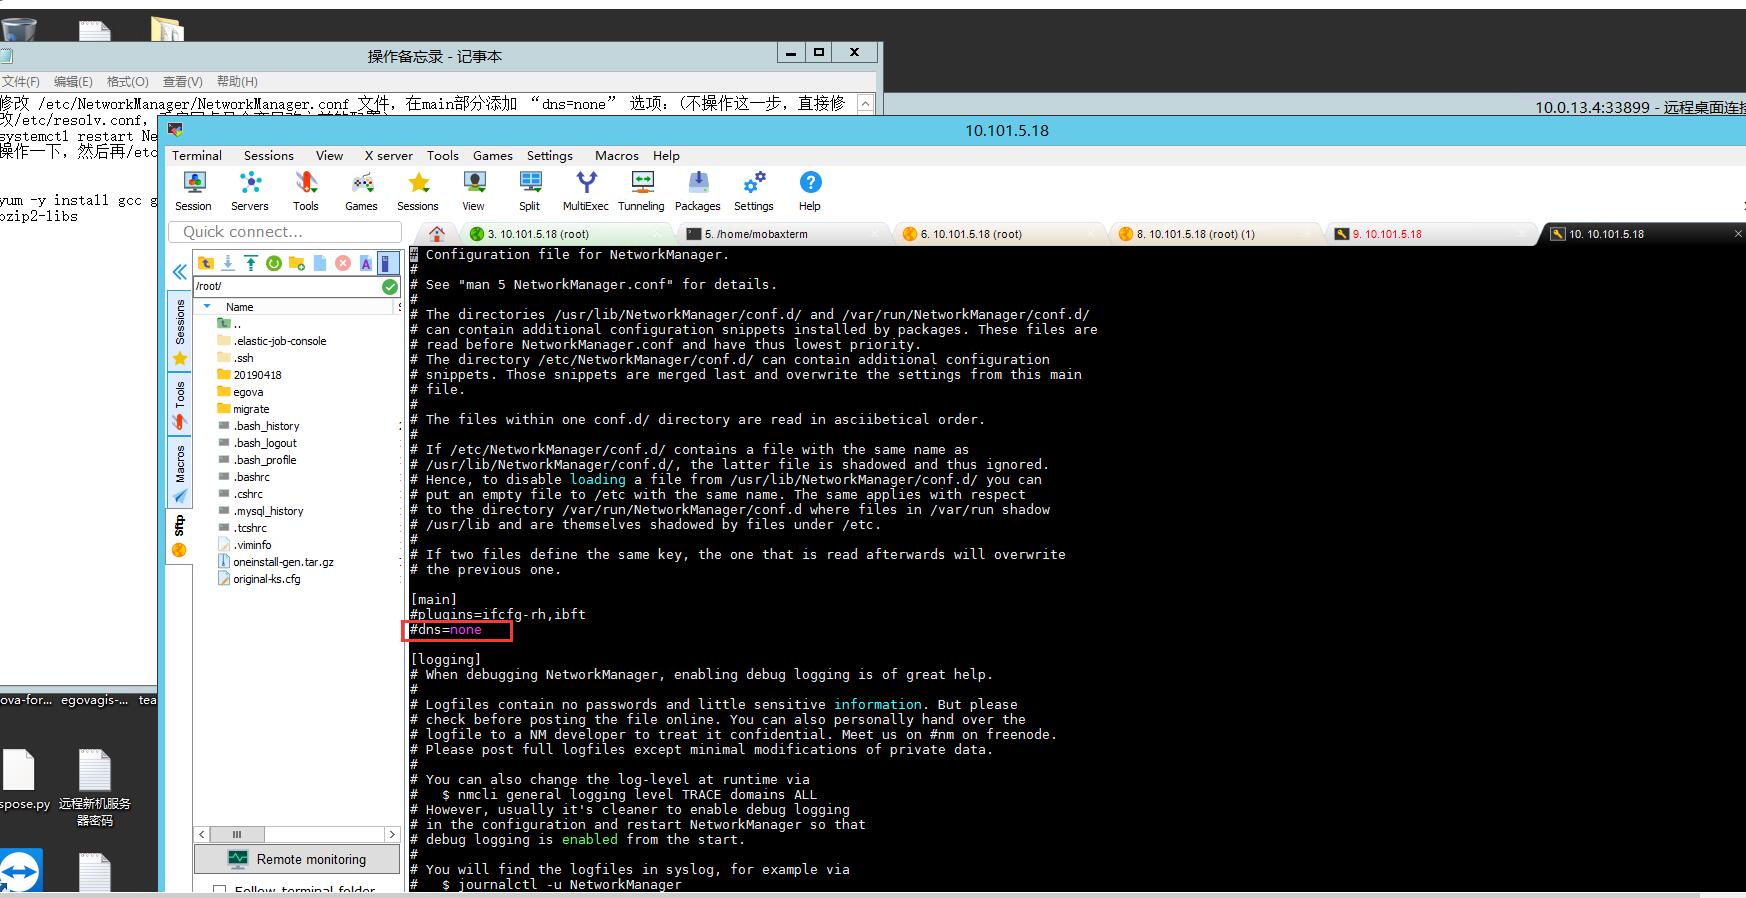 操作备忘录 - 记事本
文件(F) 编辑(E) 格式(O) 查看(V) 帮助(H)
修改 /etc/NetworkManager/NetworkManager.conf 文件，在main部分添加 “dns=none” 选项：(不操作这一步，直接修
改/etc/resolv.conf，
systemctl restart Ne
操作一下，然后再/etc
yum -y install gcc g
bzip2-libs
10.0.13.4:33899 - 远程桌面连接
10.101.5.18
Terminal Sessions View X server Tools Games Settings Macros Help
Session Servers Tools Games Sessions View Split MultiExec Tunneling Packages Settings Help
Quick connect...
3. 10.101.5.18 (root)
5. /home/mobaxterm
6. 10.101.5.18 (root)
8. 10.101.5.18 (root) (1)
9. 10.101.5.18
10. 10.101.5.18
/root/
Name
..
.elastic-job-console
.ssh
20190418
egova
migrate
.bash_history
.bash_logout
.bash_profile
.bashrc
.cshrc
.mysql_history
.tcshrc
.viminfo
oneinstall-gen.tar.gz
original-ks.cfg
Sessions
Tools
Macros
Sftp
Remote monitoring
Follow terminal folder
# Configuration file for NetworkManager.
#
# See "man 5 NetworkManager.conf" for details.
#
# The directories /usr/lib/NetworkManager/conf.d/ and /var/run/NetworkManager/conf.d/
# can contain additional configuration snippets installed by packages. These files are
# read before NetworkManager.conf and have thus lowest priority.
# The directory /etc/NetworkManager/conf.d/ can contain additional configuration
# snippets. Those snippets are merged last and overwrite the settings from this main
# file.
#
# The files within one conf.d/ directory are read in asciibetical order.
#
# If /etc/NetworkManager/conf.d/ contains a file with the same name as
# /usr/lib/NetworkManager/conf.d/, the latter file is shadowed and thus ignored.
# Hence, to disable loading a file from /usr/lib/NetworkManager/conf.d/ you can
# put an empty file to /etc with the same name. The same applies with respect
# to the directory /var/run/NetworkManager/conf.d where files in /var/run shadow
# /usr/lib and are themselves shadowed by files under /etc.
#
# If two files define the same key, the one that is read afterwards will overwrite
# the previous one.
[main]
#plugins=ifcfg-rh,ibft
#dns=none
[logging]
# When debugging NetworkManager, enabling debug logging is of great help.
#
# Logfiles contain no passwords and little sensitive information. But please
# check before posting the file online. You can also personally hand over the
# logfile to a NM developer to treat it confidential. Meet us on #nm on freenode.
# Please post full logfiles except minimal modifications of private data.
#
# You can also change the log-level at runtime via
#   $ nmcli general logging level TRACE domains ALL
# However, usually it's cleaner to enable debug logging
# in the configuration and restart NetworkManager so that
# debug logging is enabled from the start.
#
# You will find the logfiles in syslog, for example via
#   $ journalctl -u NetworkManager
ova-for... egovagis-... tea
spose.py 远程新机服务
器密码